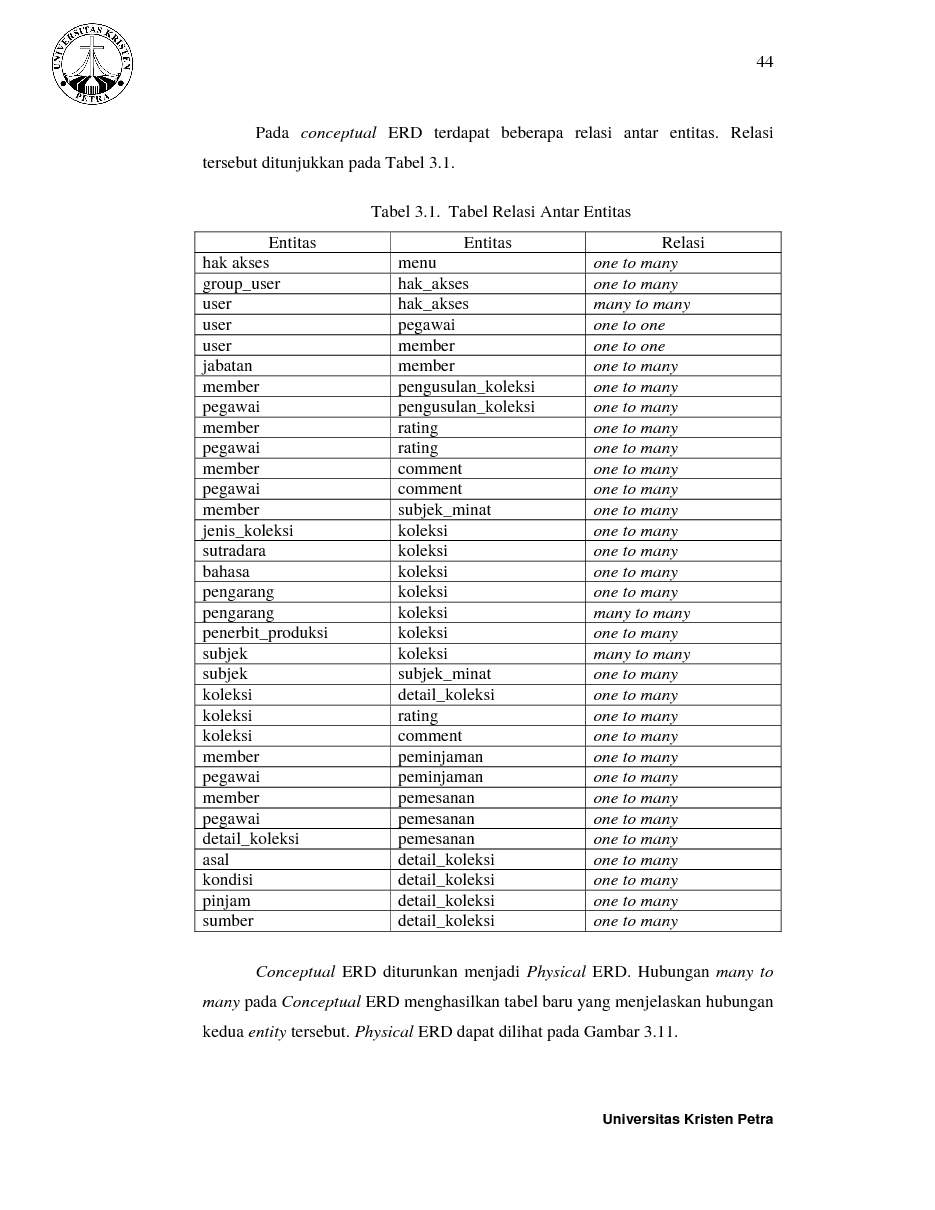 UNIVERSITAS KRISTEN
PETRA
44
Pada conceptual ERD terdapat beberapa relasi antar entitas. Relasi
tersebut ditunjukkan pada Tabel 3.1.
Tabel 3.1. Tabel Relasi Antar Entitas
Entitas Entitas Relasi
hak akses menu one to many
group_user hak_akses one to many
user hak_akses many to many
user pegawai one to one
user member one to one
jabatan member one to many
member pengusulan_koleksi one to many
pegawai pengusulan_koleksi one to many
member rating one to many
pegawai rating one to many
member comment one to many
pegawai comment one to many
member subjek_minat one to many
jenis_koleksi koleksi one to many
sutradara koleksi one to many
bahasa koleksi one to many
pengarang koleksi one to many
pengarang koleksi many to many
penerbit_produksi koleksi one to many
subjek koleksi many to many
subjek subjek_minat one to many
koleksi detail_koleksi one to many
koleksi rating one to many
koleksi comment one to many
member peminjaman one to many
pegawai peminjaman one to many
member pemesanan one to many
pegawai pemesanan one to many
detail_koleksi pemesanan one to many
asal detail_koleksi one to many
kondisi detail_koleksi one to many
pinjam detail_koleksi one to many
sumber detail_koleksi one to many
Conceptual ERD diturunkan menjadi Physical ERD. Hubungan many to
many pada Conceptual ERD menghasilkan tabel baru yang menjelaskan hubungan
kedua entity tersebut. Physical ERD dapat dilihat pada Gambar 3.11.
Universitas Kristen Petra